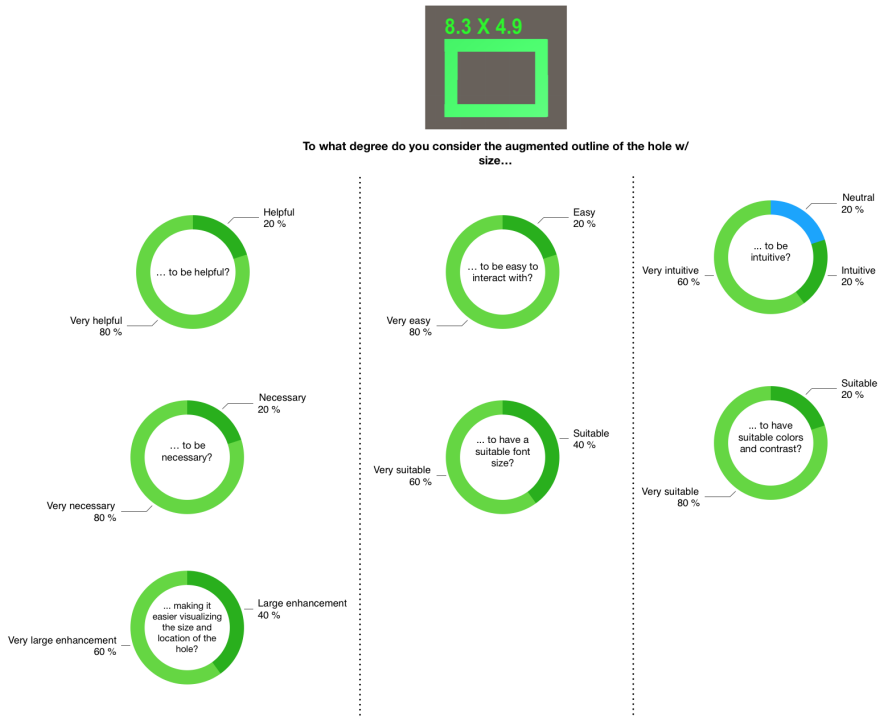 8.3 X 4.9
To what degree do you consider the augmented outline of the hole w/
size…
Helpful
20 %
… to be helpful?
Very helpful
80 %
Necessary
20 %
… to be
necessary?
Very necessary
80 %
Large enhancement
40 %
... making it
easier visualizing
the size and
location of the
hole?
Very large enhancement
60 %
Easy
20 %
… to be easy to
interact with?
Very easy
80 %
Suitable
40 %
... to have a
suitable font
size?
Very suitable
60 %
Neutral
20 %
... to be
intuitive?
Very intuitive
60 %
Intuitive
20 %
Suitable
20 %
... to have
suitable colors
and contrast?
Very suitable
80 %